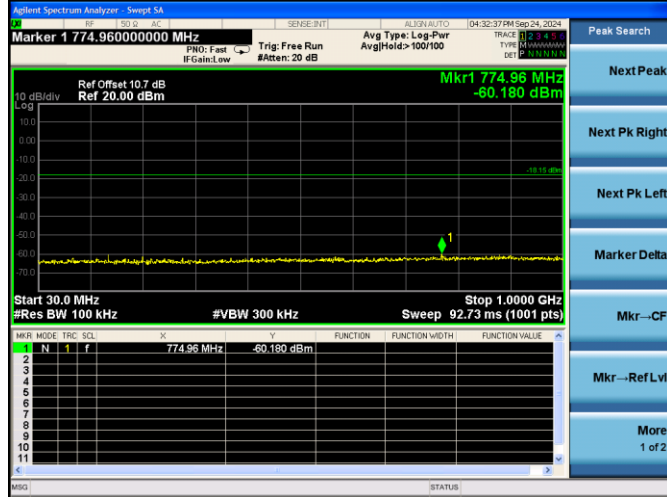 Agilent Spectrum Analyzer - Swept SA
RF 50 Ω AC SENSE:INT ALIGN AUTO 04:32:37 PM Sep 24, 2024
Marker 1 774.960000000 MHz
PNO: Fast
IFGain:Low
Trig: Free Run
#Atten: 20 dB
Avg Type: Log-Pwr
Avg|Hold:> 100/100
TRACE 1 2 3 4 5 6
TYPE M
DET P N N N N N
Ref Offset 10.7 dB
10 dB/div Ref 20.00 dBm
Log
Mkr1 774.96 MHz
-60.180 dBm
10.0
0.00
-10.0
-18.15 dBm
-20.0
-30.0
-40.0
-50.0
-60.0
-70.0
1
Start 30.0 MHz Stop 1.0000 GHz
#Res BW 100 kHz #VBW 300 kHz Sweep 92.73 ms (1001 pts)
MKR MODE TRC SCL X Y FUNCTION FUNCTION WIDTH FUNCTION VALUE
1 N 1 f 774.96 MHz -60.180 dBm
2
3
4
5
6
7
8
9
10
11
MSG STATUS
Peak Search
Next Peak
Next Pk Right
Next Pk Left
Marker Delta
Mkr→CF
Mkr→Ref Lvl
More
1 of 2